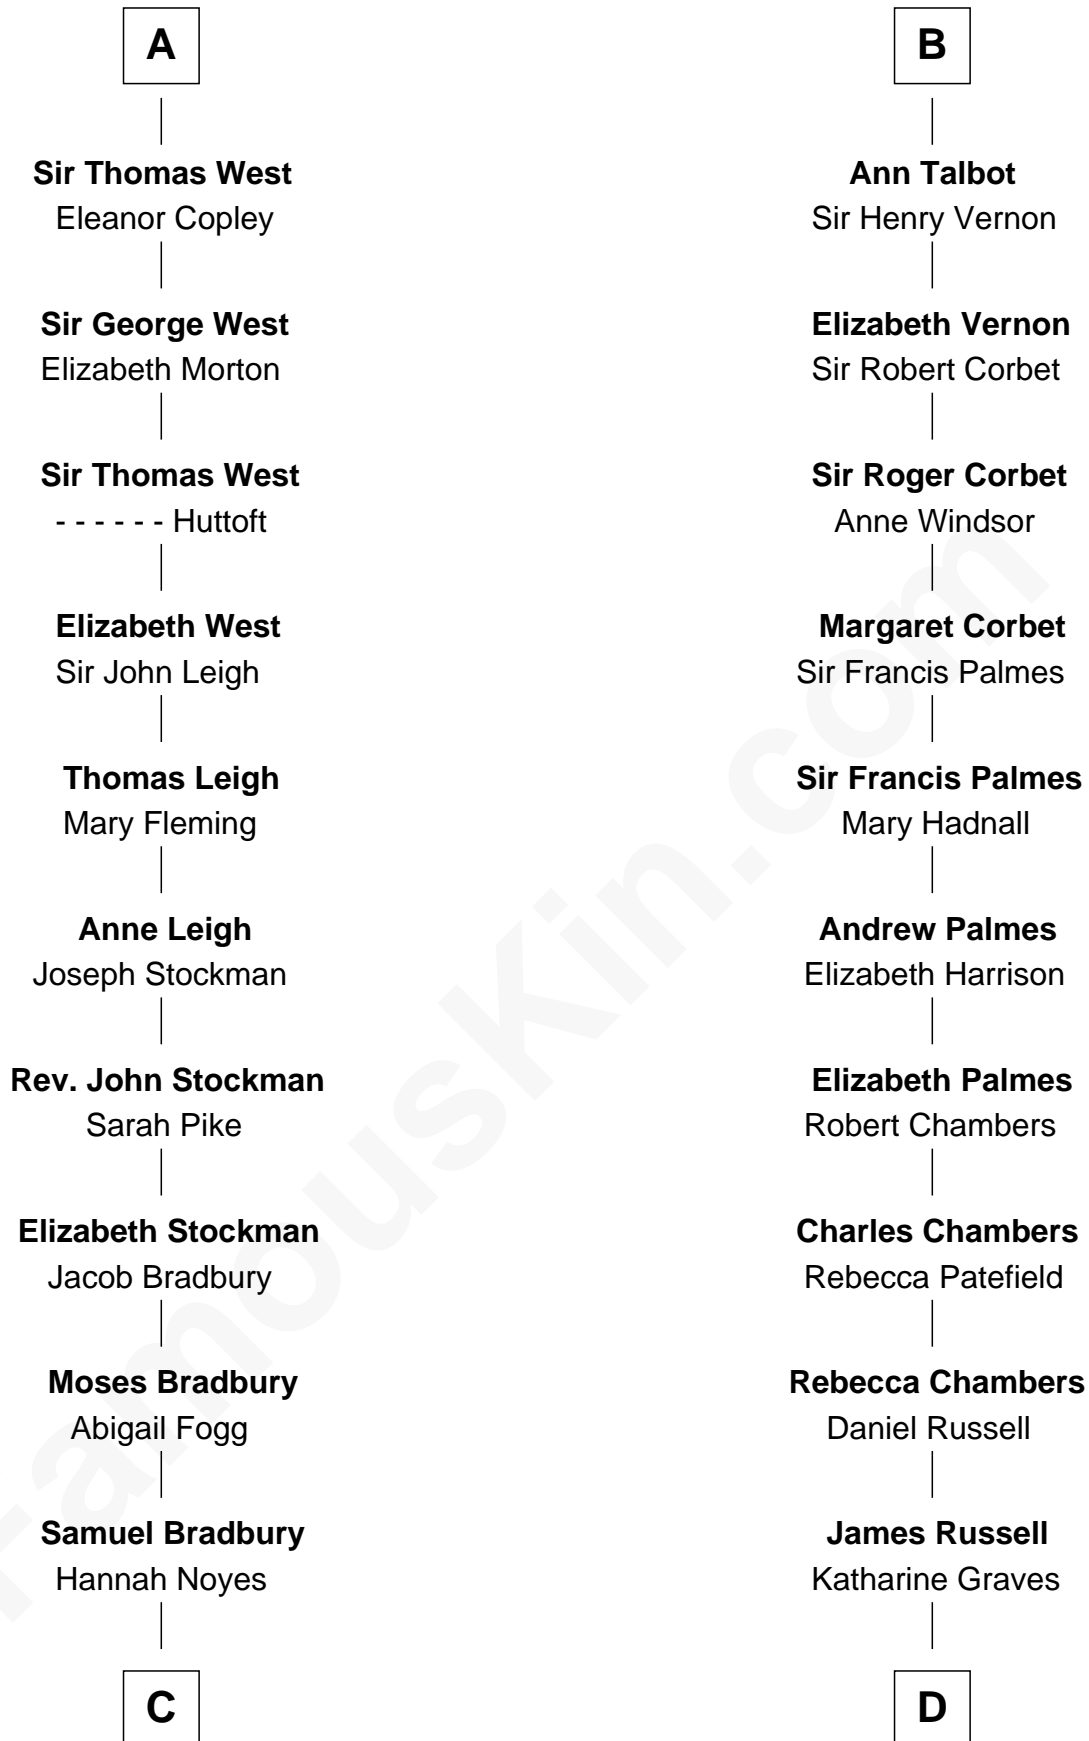 A
Sir Thomas West
Eleanor Copley
Sir George West
Elizabeth Morton
Sir Thomas West
- - - - - - Huttoft
Elizabeth West
Sir John Leigh
Thomas Leigh
Mary Fleming
Anne Leigh
Joseph Stockman
Rev. John Stockman
Sarah Pike
Elizabeth Stockman
Jacob Bradbury
Moses Bradbury
Abigail Fogg
Samuel Bradbury
Hannah Noyes
C
B
Ann Talbot
Sir Henry Vernon
Elizabeth Vernon
Sir Robert Corbet
Sir Roger Corbet
Anne Windsor
Margaret Corbet
Sir Francis Palmes
Sir Francis Palmes
Mary Hadnall
Andrew Palmes
Elizabeth Harrison
Elizabeth Palmes
Robert Chambers
Charles Chambers
Rebecca Patefield
Rebecca Chambers
Daniel Russell
James Russell
Katharine Graves
D
FamousKin.com